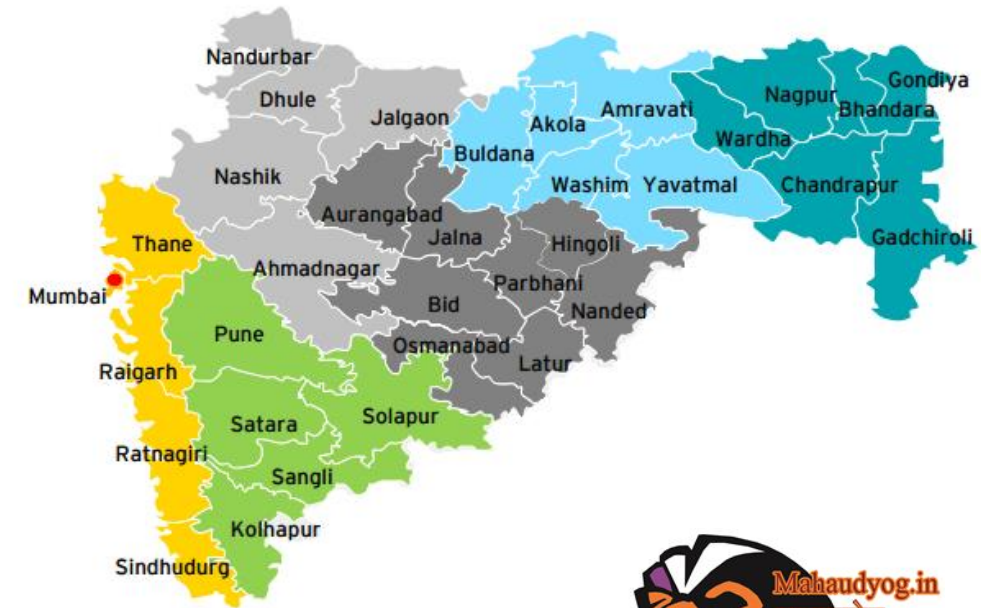 Nandurbar
Dhule
Jalgaon
Nashik
Buldana
Akola
Amravati
Washim
Yavatmal
Nagpur
Bhandara
Gondiya
Wardha
Chandrapur
Gadchiroli
Aurangabad
Jalna
Hingoli
Parbhani
Nanded
Bid
Osmanabad
Latur
Ahmadnagar
Thane
Mumbai
Raigarh
Ratnagiri
Sindhudurg
Pune
Satara
Solapur
Sangli
Kolhapur
Mahaudyog.in